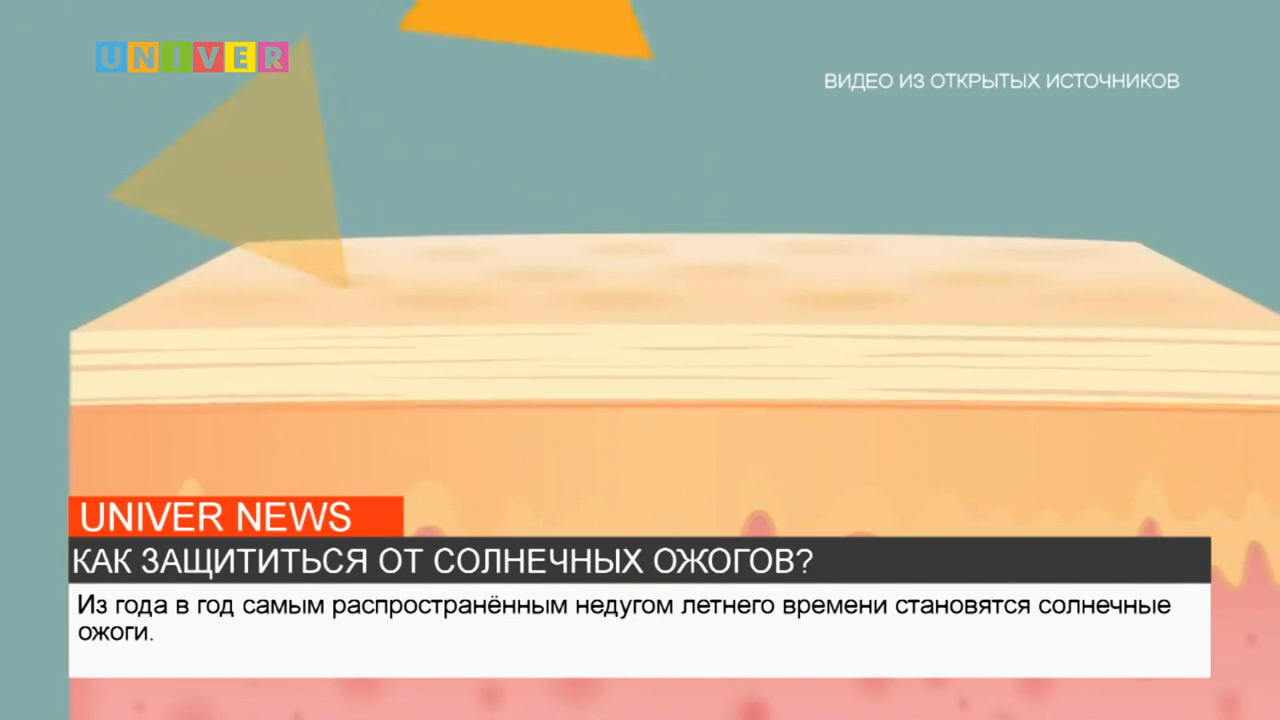 UNIVER
ВИДЕО ИЗ ОТКРЫТЫХ ИСТОЧНИКОВ
UNIVER NEWS
КАК ЗАЩИТИТЬСЯ ОТ СОЛНЕЧНЫХ ОЖОГОВ?
Из года в год самым распространённым недугом летнего времени становятся солнечные
ожоги.